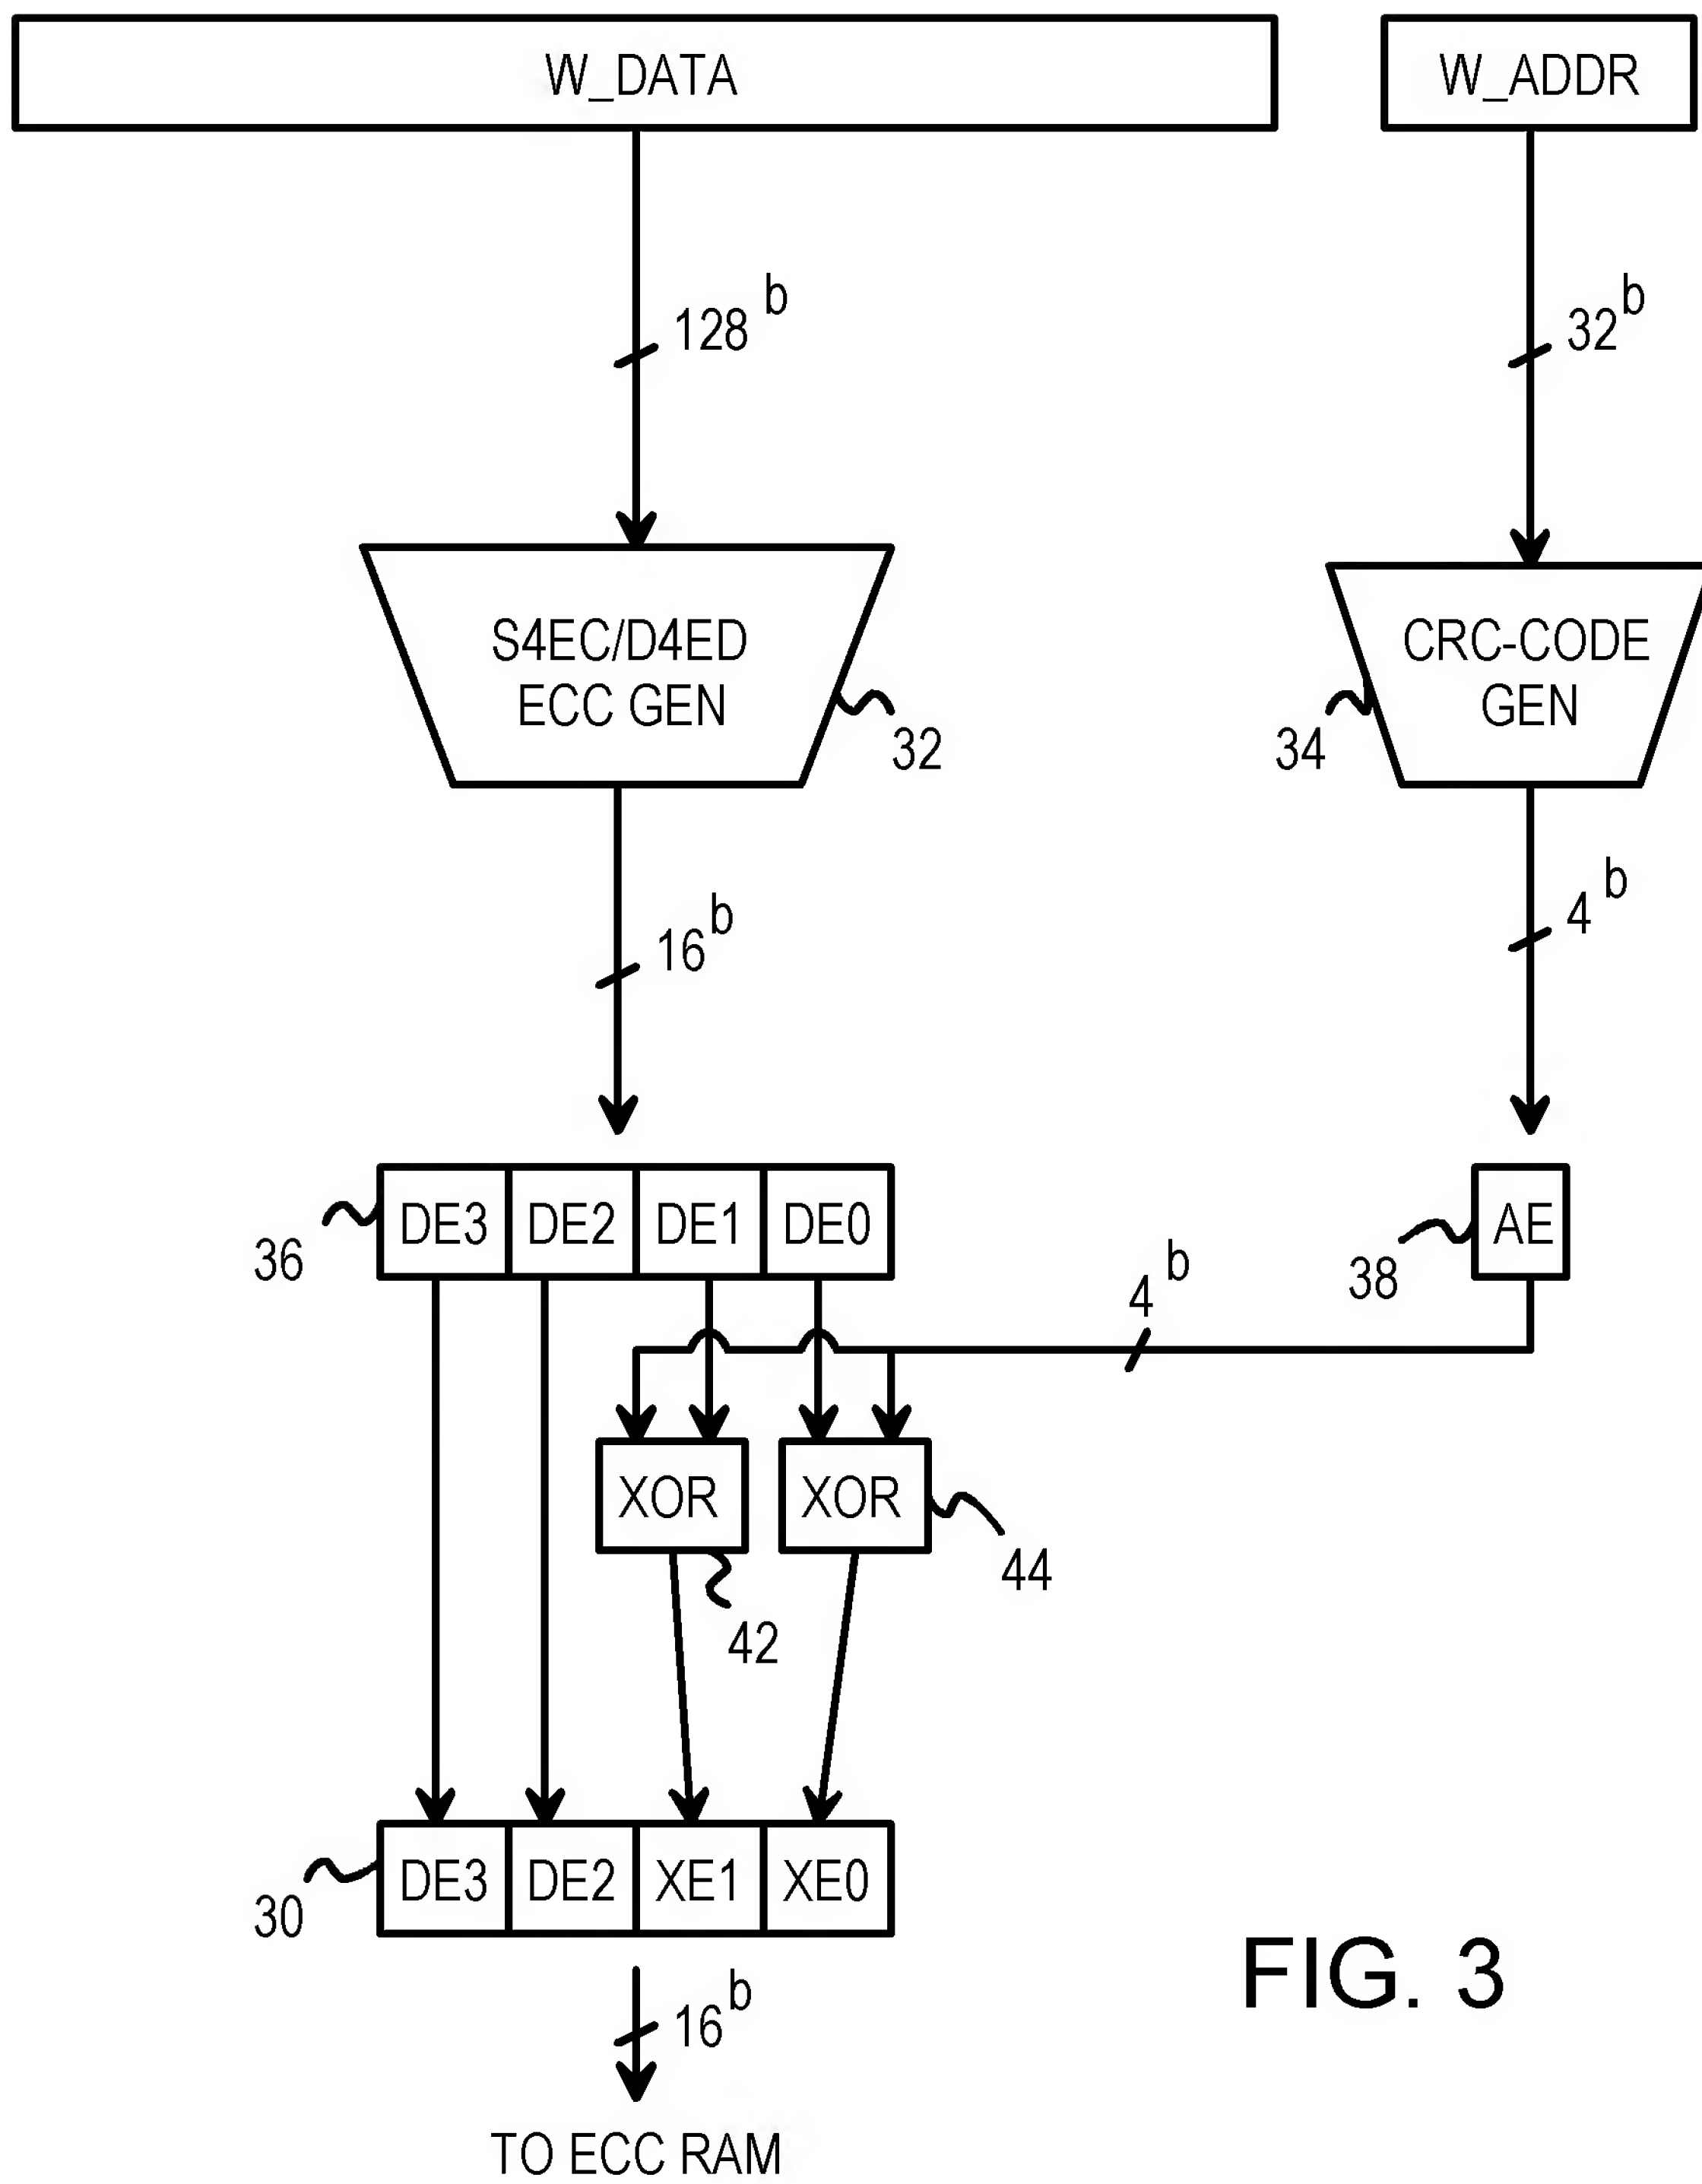 W_DATA
W_ADDR
128 b
32 b
S4EC/D4ED
ECC GEN
32
CRC-CODE
GEN
34
16 b
4 b
DE3 DE2 DE1 DE0
36
AE
38
4 b
XOR
XOR
44
42
DE3 DE2 XE1 XE0
30
16 b
FIG. 3
TO ECC RAM